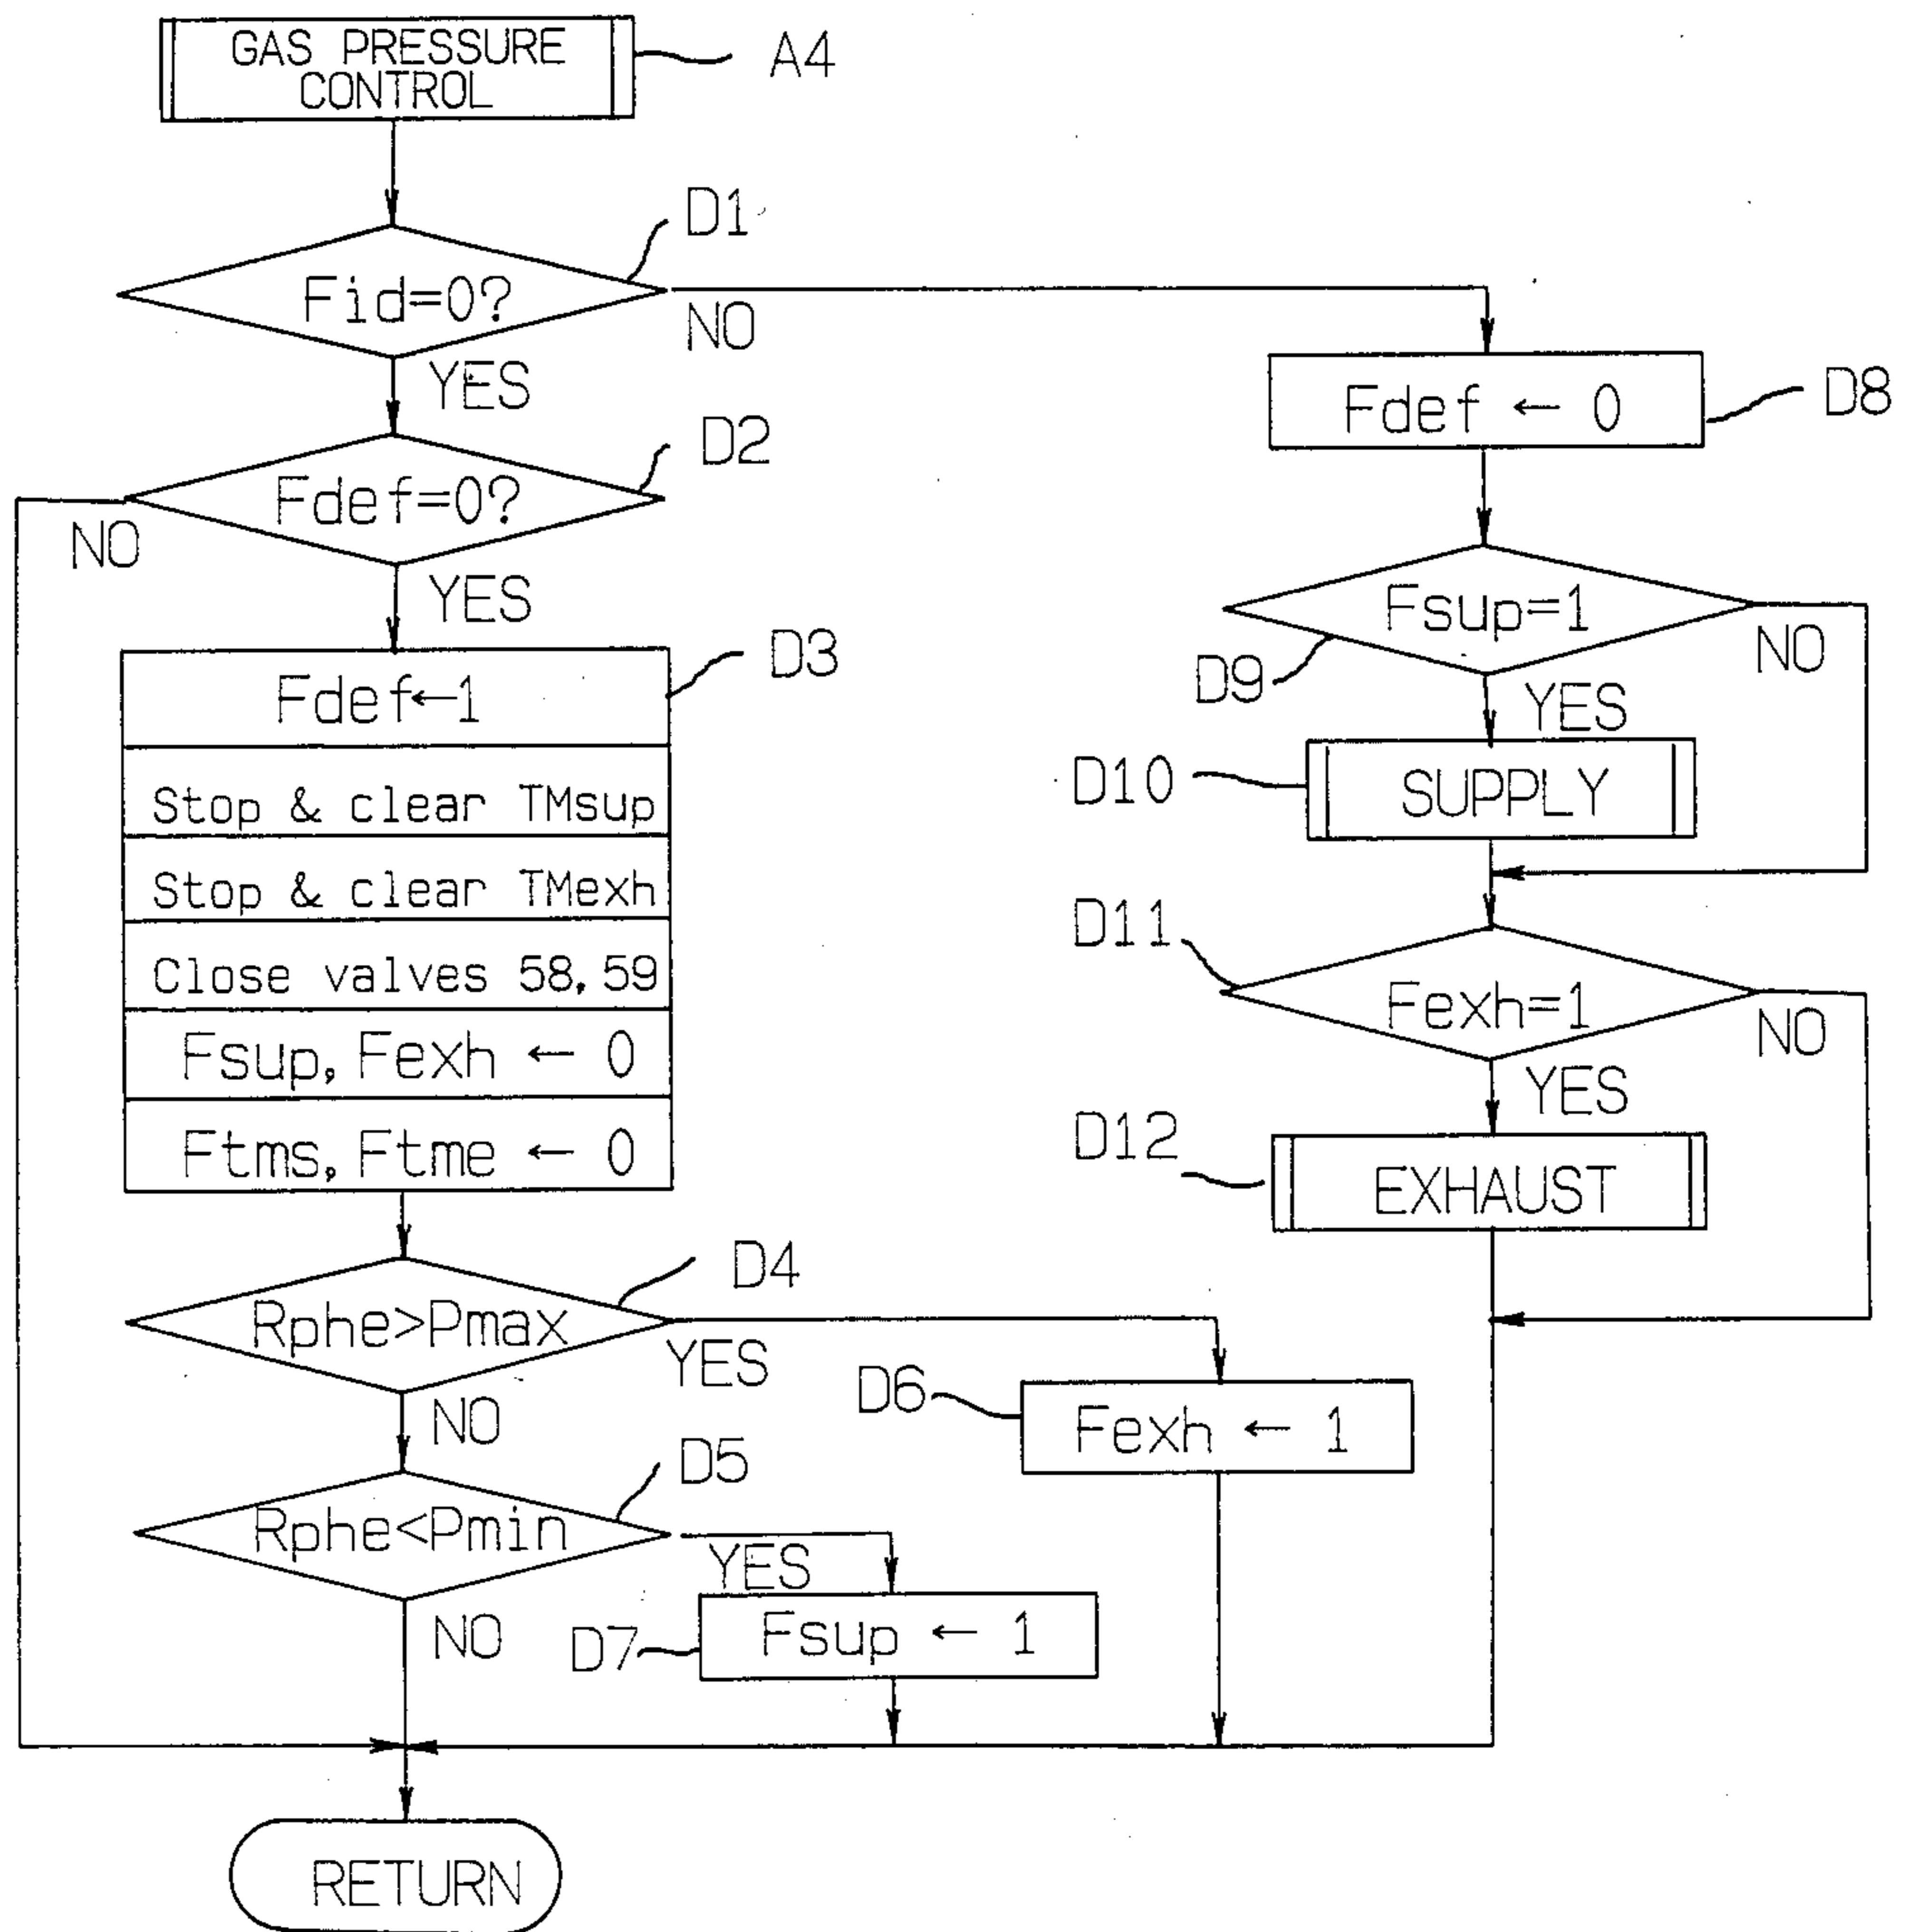 GAS PRESSURE
CONTROL
A4
D1
Fid=0?
NO
YES
D2
Fdef=0?
NO
YES
D3
Fdef←1
Stop & clear TMsup
Stop & clear TMexh
Close valves 58,59
Fsup, Fexh ← 0
Ftms, Ftme ← 0
D4
Rphe>Pmax
YES
NO
D5
Rphe<Pmin
YES
NO
D6
Fexh ← 1
D7
Fsup ← 1
D8
Fdef ← 0
Fsup=1
D9
NO
YES
D10
SUPPLY
D11
Fexh=1
NO
YES
D12
EXHAUST
RETURN